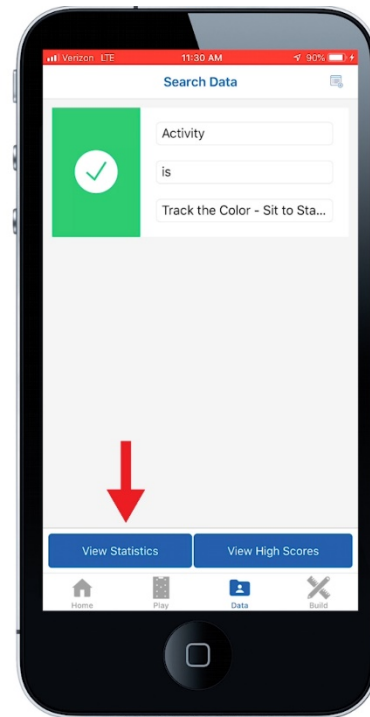 Verizon LTE 11:30 AM 90%
Search Data
Activity
is
Track the Color - Sit to Sta...
View Statistics View High Scores
Home Play Data Build